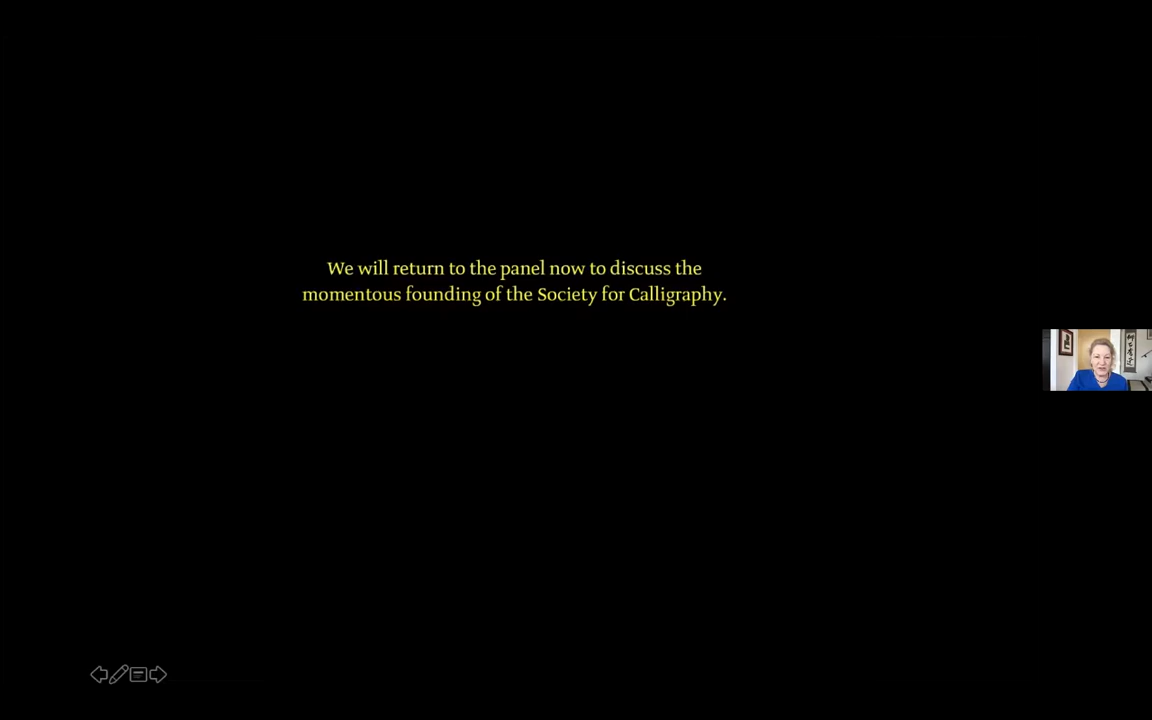 We will return to the panel now to discuss the
momentous founding of the Society for Calligraphy.